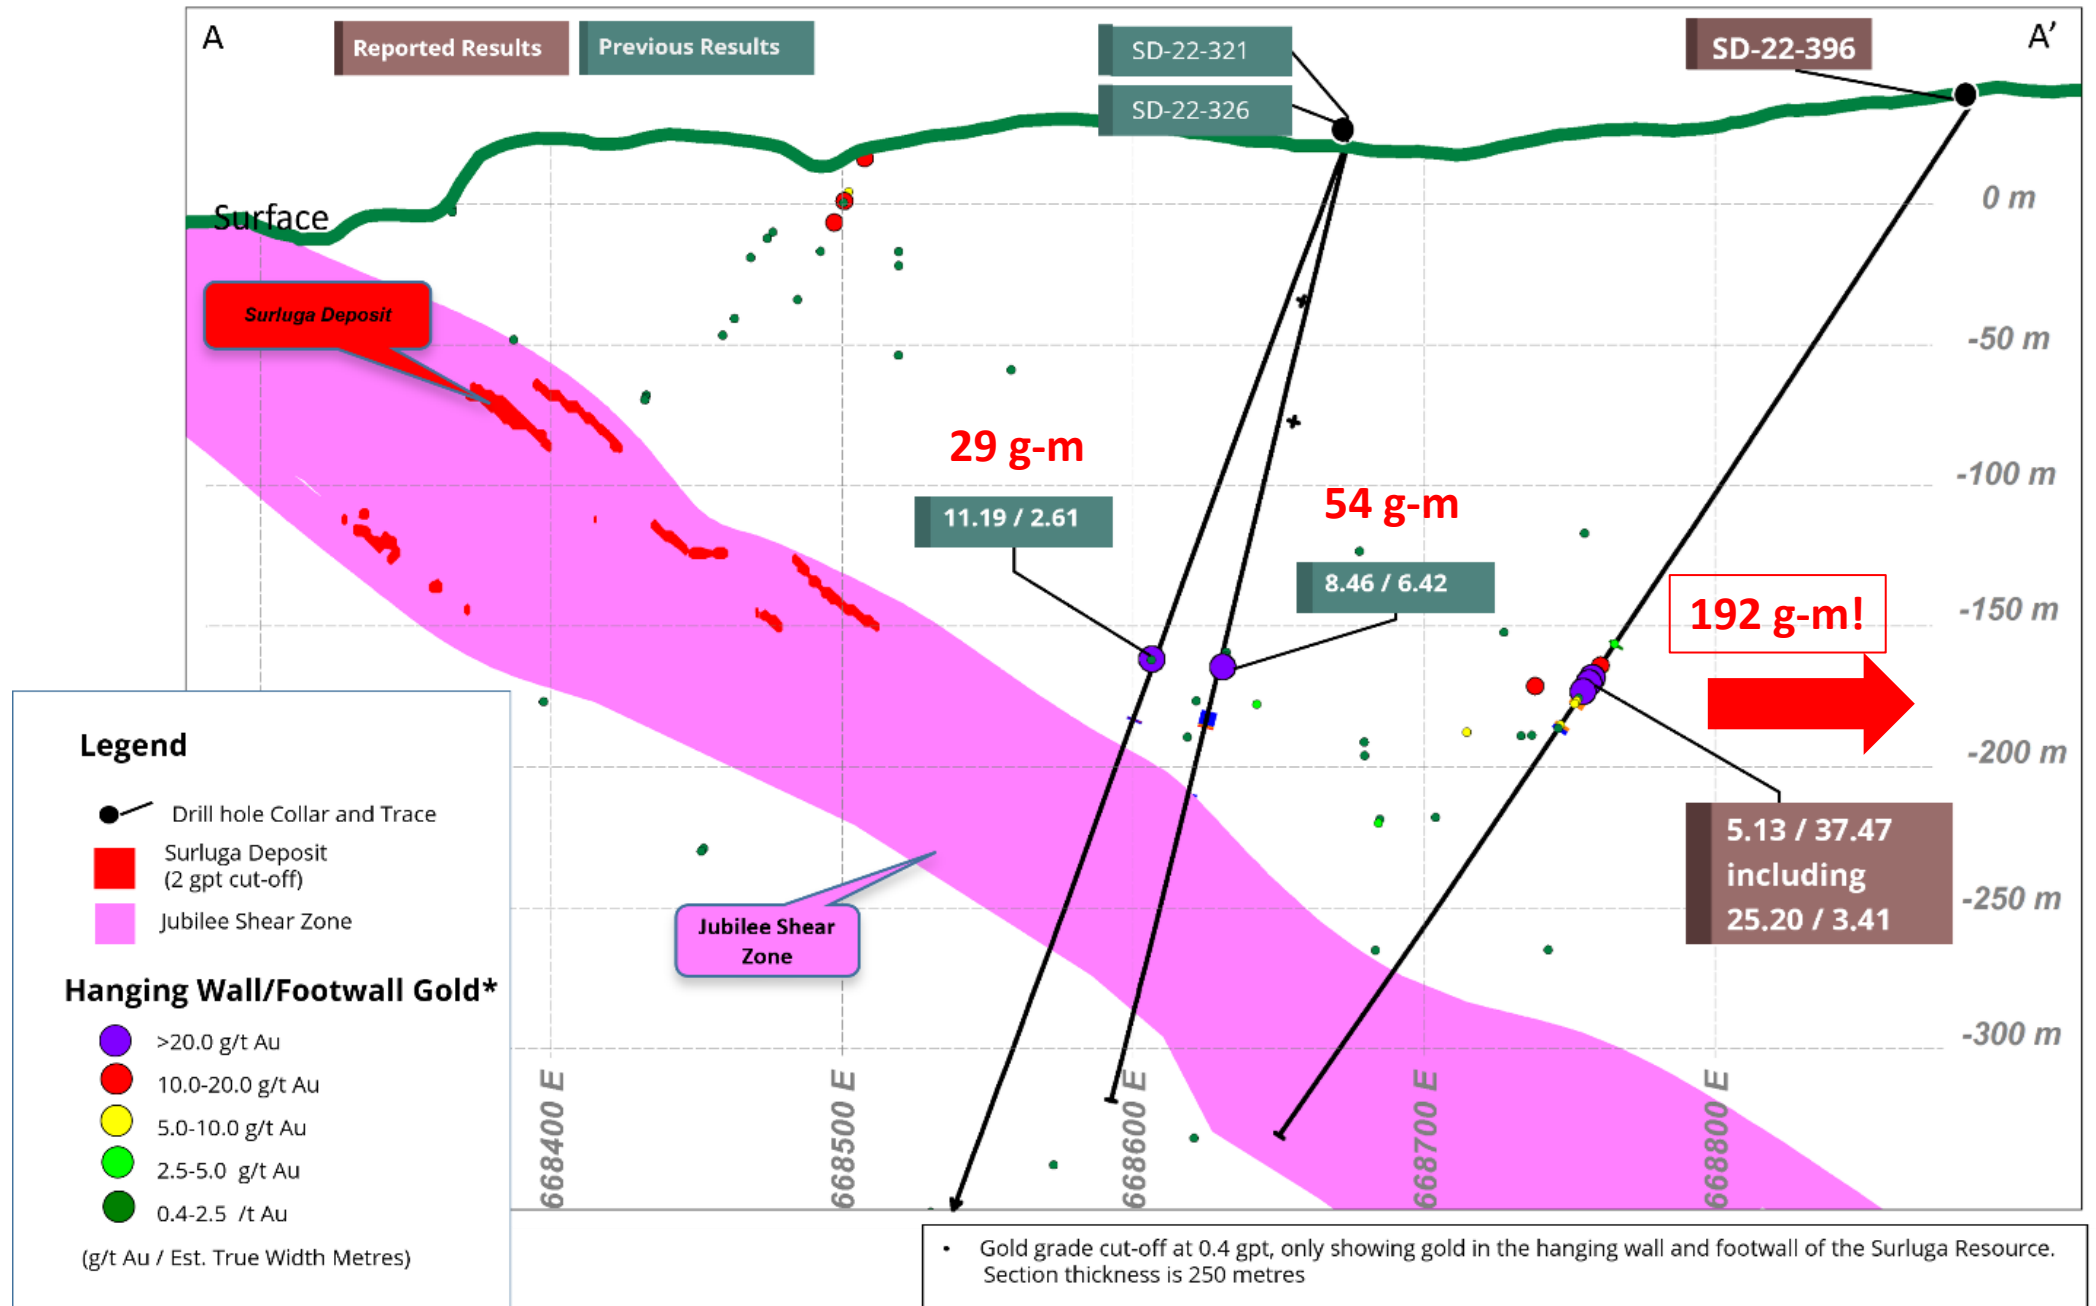 A
Reported Results
Previous Results
SD-22-321
SD-22-326
SD-22-396
A’
Surface
0 m
-50 m
-100 m
-150 m
-200 m
-250 m
-300 m
Surluga Deposit
29 g-m
11.19 / 2.61
54 g-m
8.46 / 6.42
192 g-m!
5.13 / 37.47
including
25.20 / 3.41
Jubilee Shear
Zone
668400 E
668500 E
668600 E
668700 E
668800 E
Legend
Drill hole Collar and Trace
Surluga Deposit
(2 gpt cut-off)
Jubilee Shear Zone
Hanging Wall/Footwall Gold*
>20.0 g/t Au
10.0-20.0 g/t Au
5.0-10.0 g/t Au
2.5-5.0 g/t Au
0.4-2.5 /t Au
(g/t Au / Est. True Width Metres)
• Gold grade cut-off at 0.4 gpt, only showing gold in the hanging wall and footwall of the Surluga Resource.
Section thickness is 250 metres